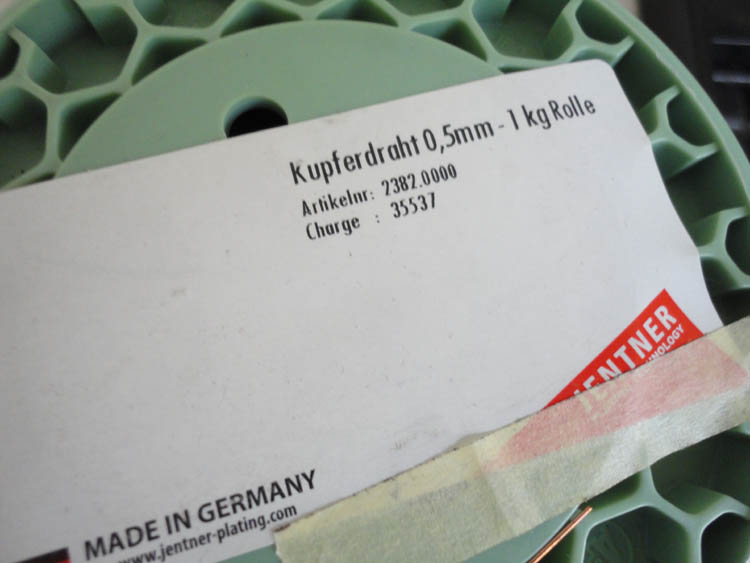 Kupferdraht 0,5mm - 1 kg Rolle
Artikelnr: 2382.0000
Charge : 35537
JENTNER
MADE IN GERMANY
www.jentner-plating.com